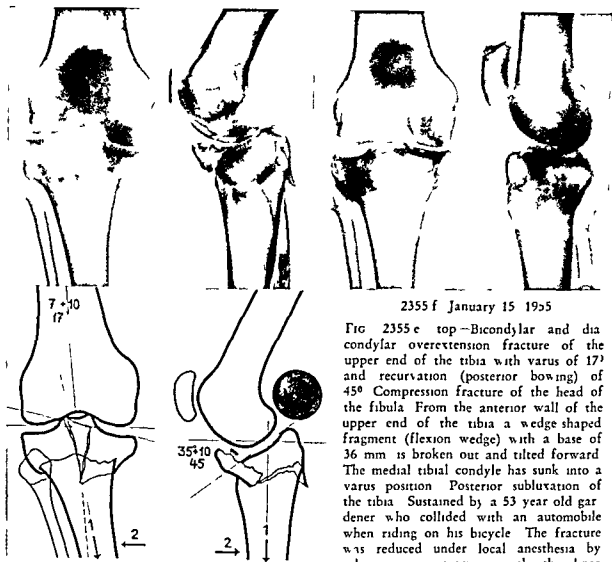 2355 f January 15 1955
FIG 2355 e top—Bicondylar and dia
condylar overextension fracture of the
upper end of the tibia with varus of 17°
and recurvation (posterior bowing) of
45° Compression fracture of the head of
the fibula From the anterior wall of the
upper end of the tibia a wedge shaped
fragment (flexion wedge) with a base of
36 mm is broken out and tilted forward
The medial tibial condyle has sunk into a
varus position Posterior subluxation of
the tibia Sustained by a 53 year old gar
dener who collided with an automobile
when riding on his bicycle The fracture
was reduced under local anesthesia by
7+10
17
35+10
45
1
2
1
2